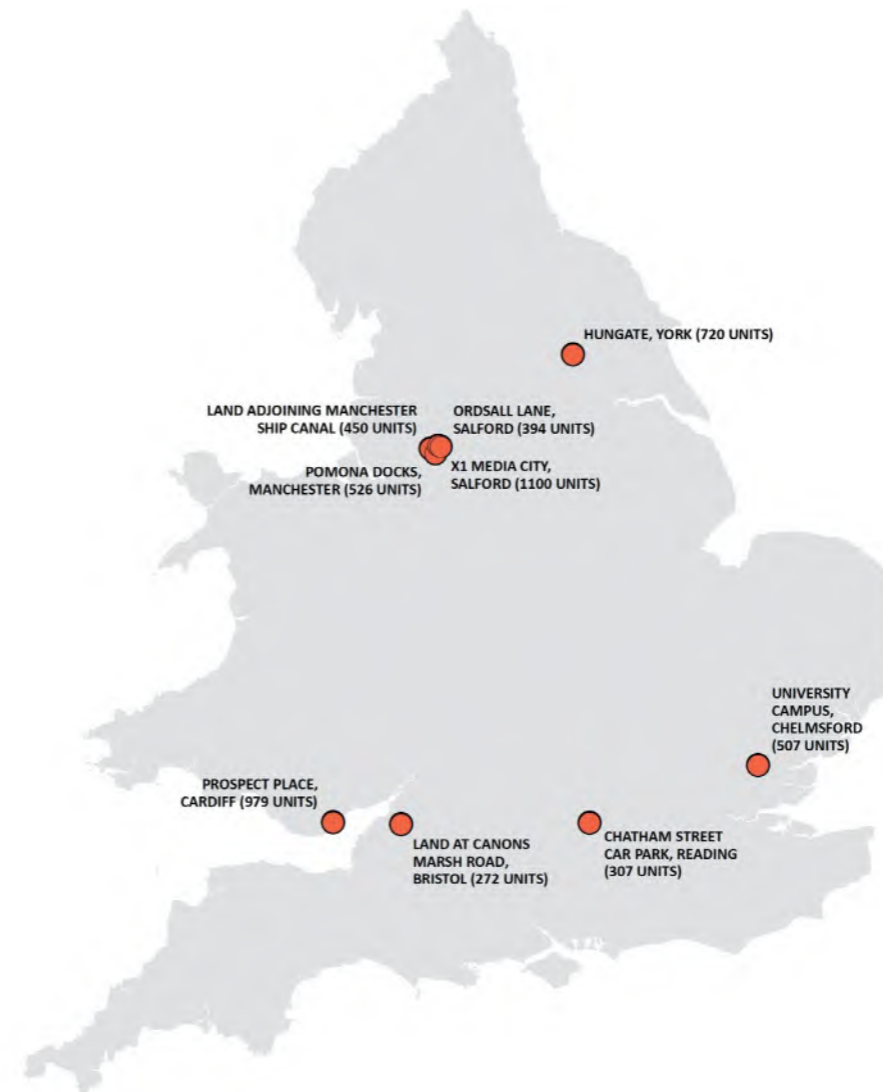 HUNGATE, YORK (720 UNITS)
LAND ADJOINING MANCHESTER
SHIP CANAL (450 UNITS)
ORDSALL LANE,
SALFORD (394 UNITS)
POMONA DOCKS,
MANCHESTER (526 UNITS)
X1 MEDIA CITY,
SALFORD (1100 UNITS)
UNIVERSITY
CAMPUS,
CHELMSFORD
(507 UNITS)
PROSPECT PLACE,
CARDIFF (979 UNITS)
LAND AT CANONS
MARSH ROAD,
BRISTOL (272 UNITS)
CHATHAM STREET
CAR PARK, READING
(307 UNITS)